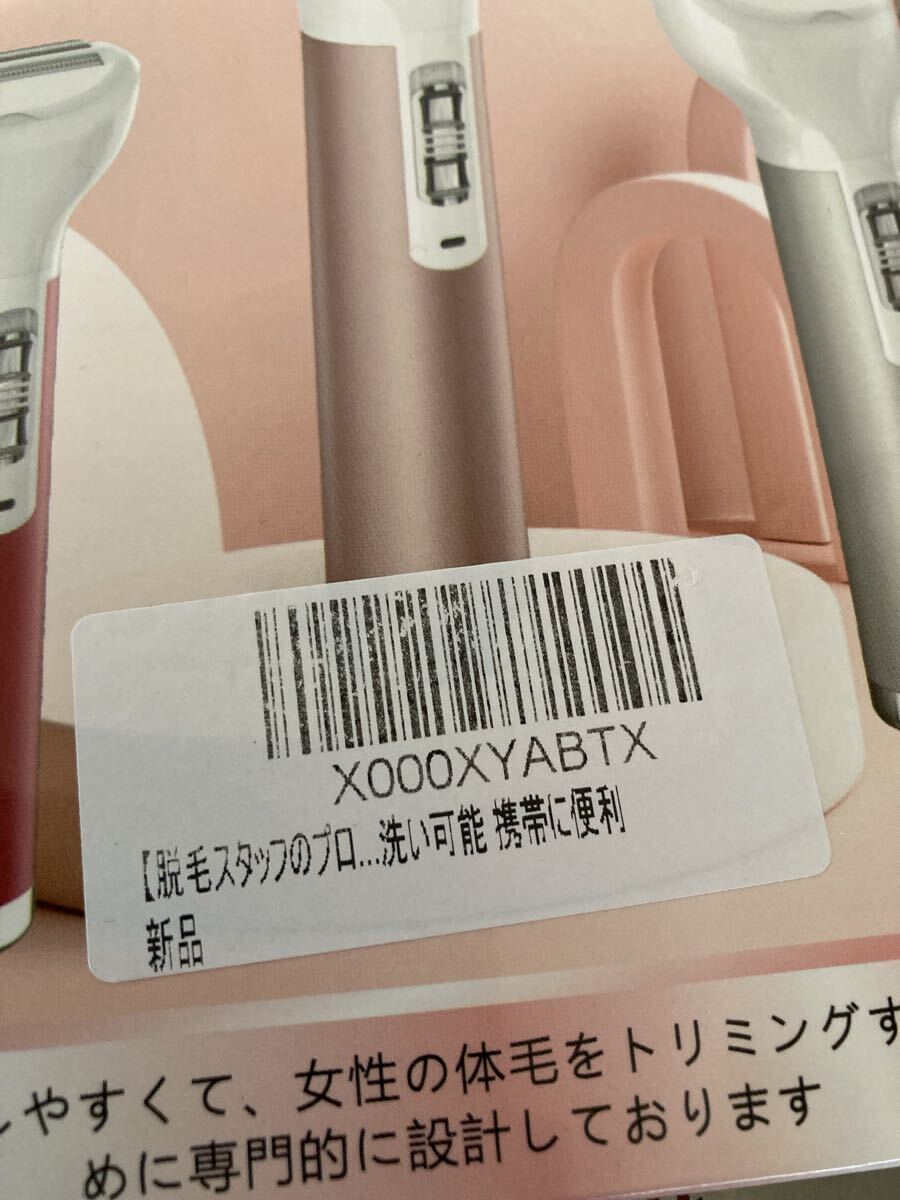 X000XYABTX
【脱毛スタッフのプロ...洗い可能 携帯に便利
新品
しやすくて、女性の体毛をトリミングす
めに専門的に設計しております